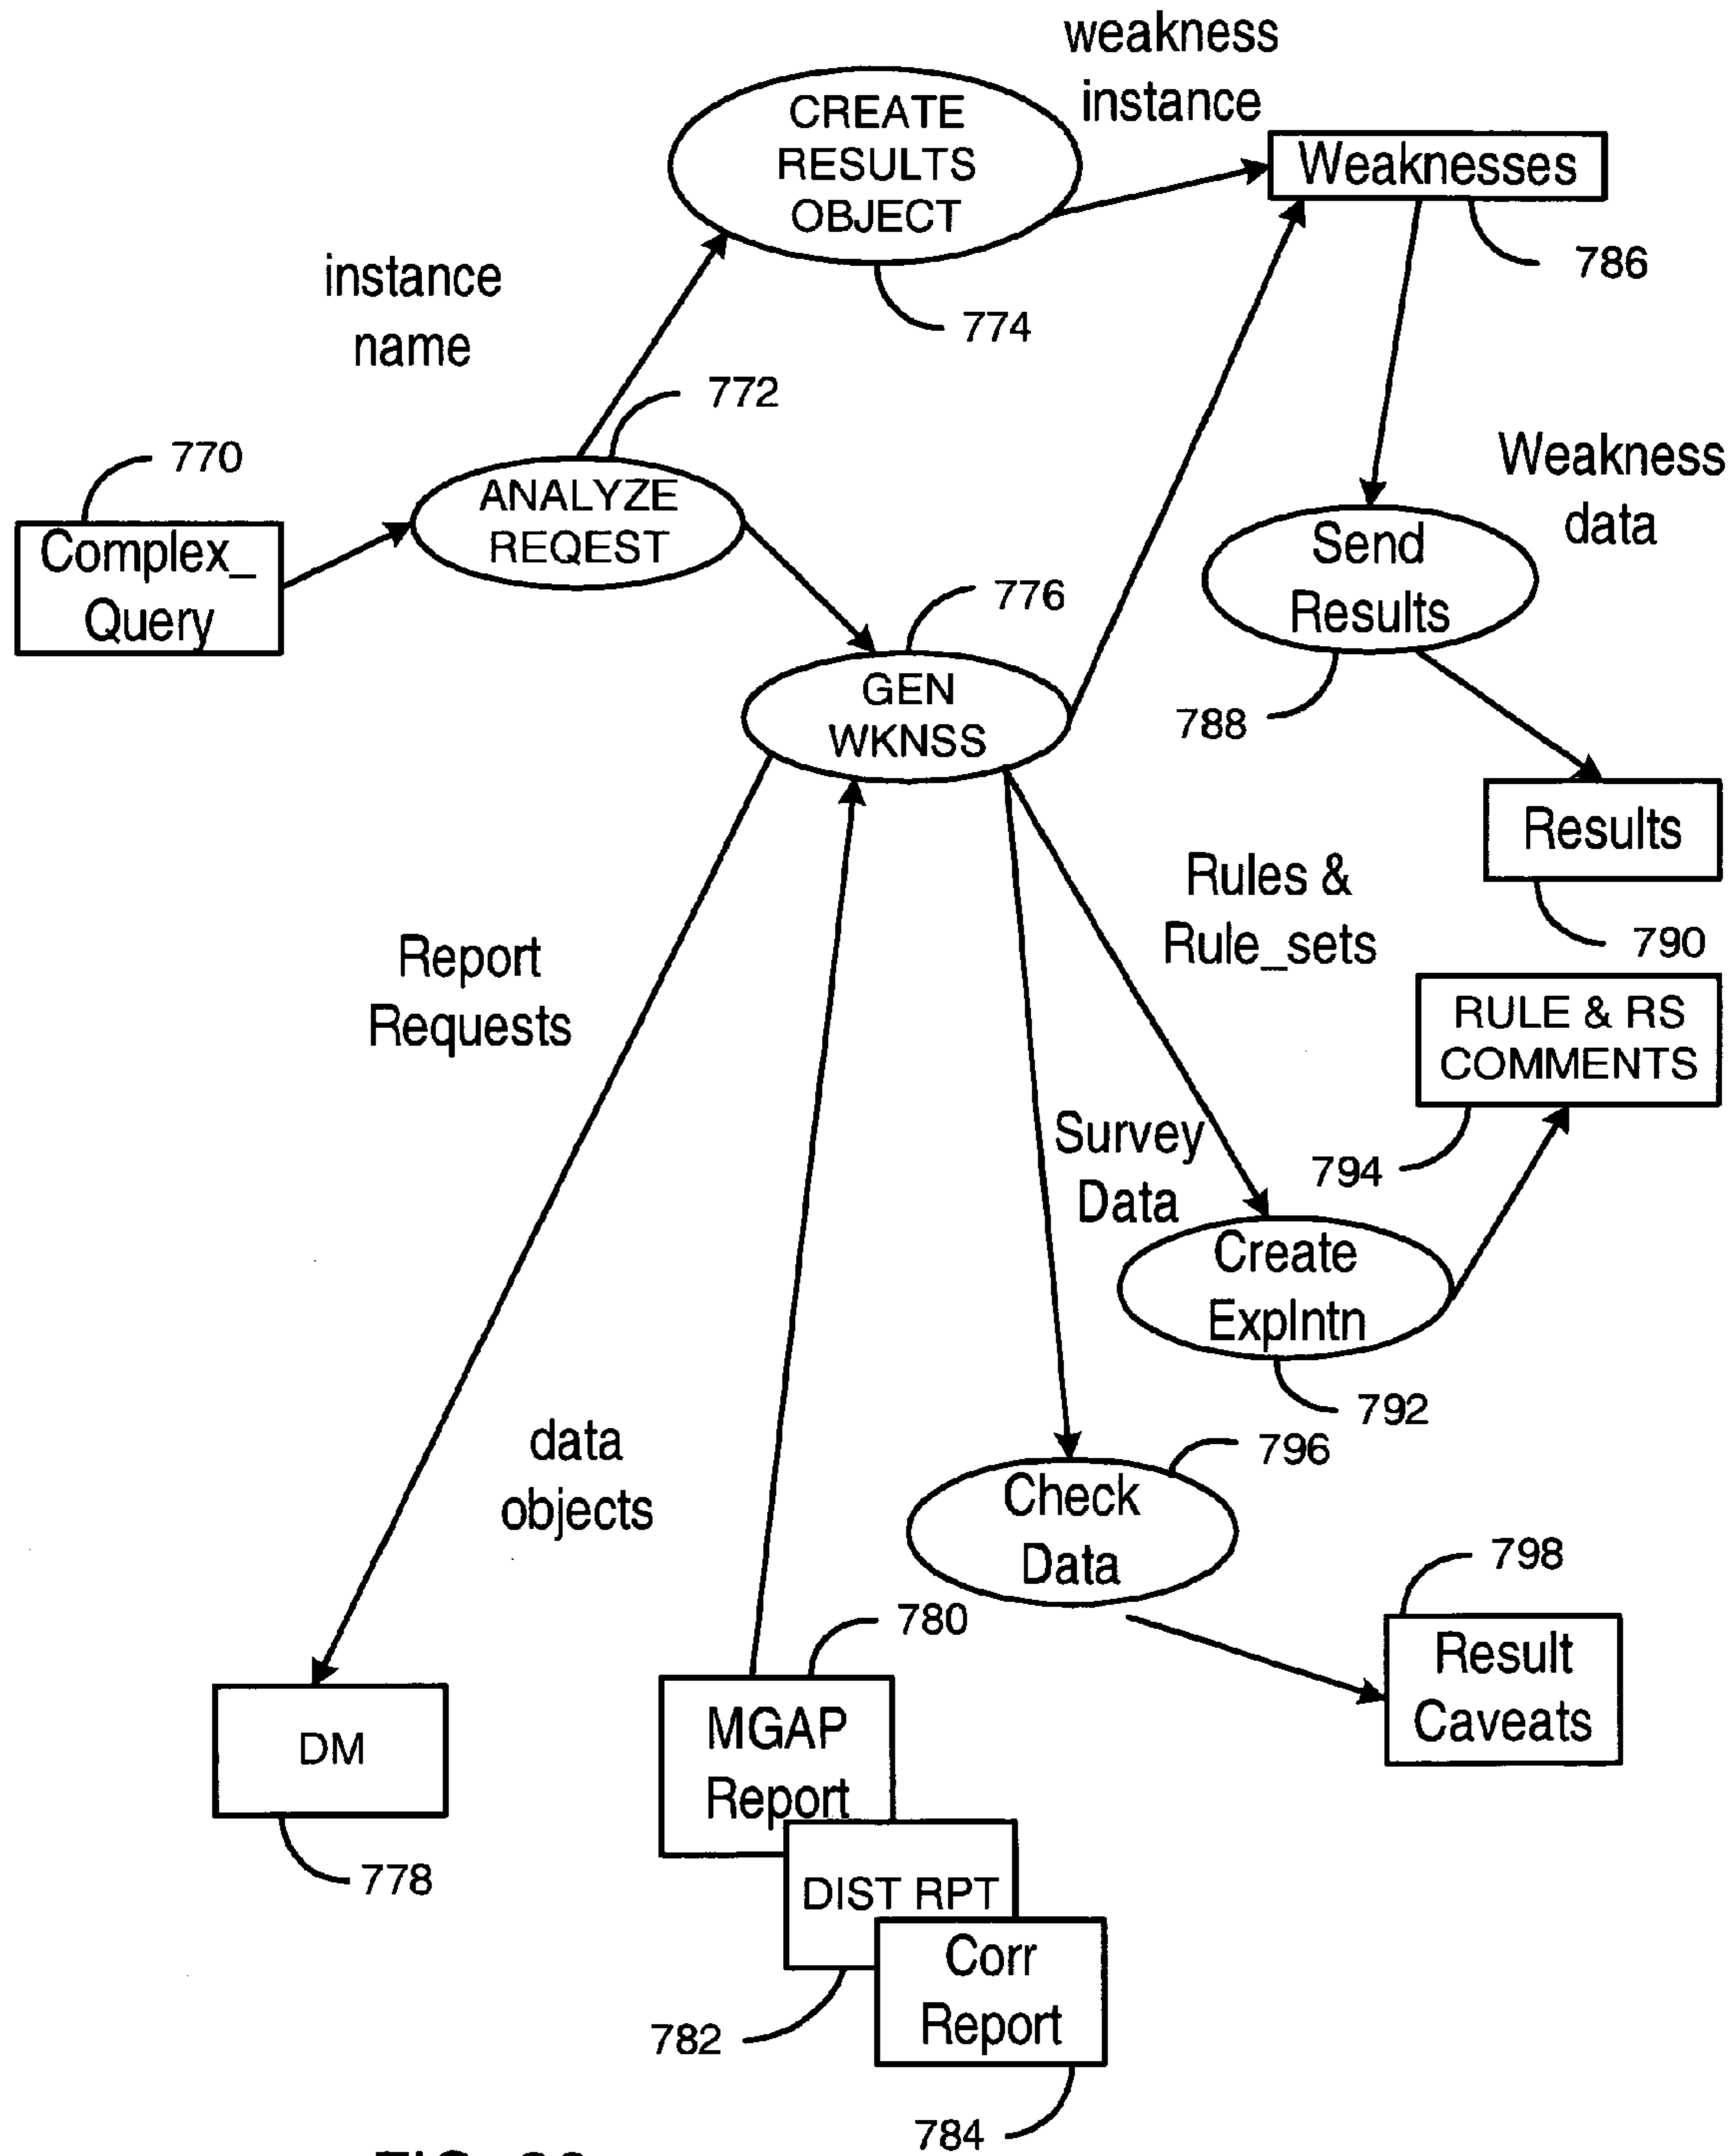 weakness
instance
CREATE
RESULTS
OBJECT
Weaknesses
786
instance
name
774
772
770
Complex_
Query
ANALYZE
REQEST
Weakness
data
Send
Results
776
GEN
WKNSS
788
Results
790
Rules &
Rule_sets
Report
Requests
RULE & RS
COMMENTS
794
Survey
Data
Create
Explntn
792
data
objects
796
Check
Data
798
Result
Caveats
780
MGAP
Report
DM
778
DIST RPT
Corr
Report
782
784